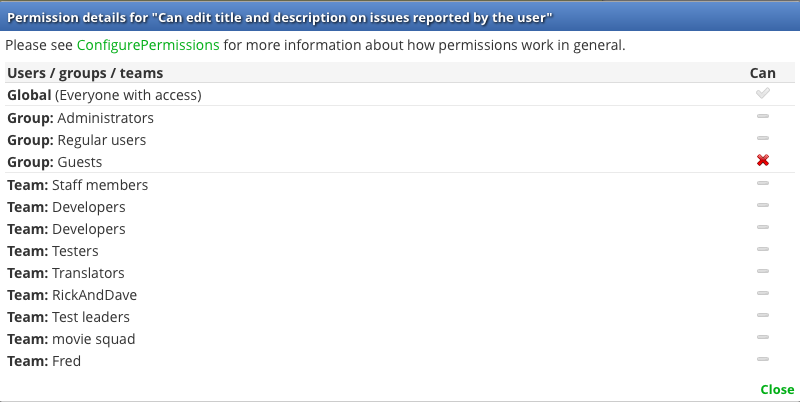 Permission details for "Can edit title and description on issues reported by the user"
Please see ConfigurePermissions for more information about how permissions work in general.
Users / groups / teams Can
Global (Everyone with access)
Group: Administrators
Group: Regular users
Group: Guests
Team: Staff members
Team: Developers
Team: Developers
Team: Testers
Team: Translators
Team: RickAndDave
Team: Test leaders
Team: movie squad
Team: Fred
Close